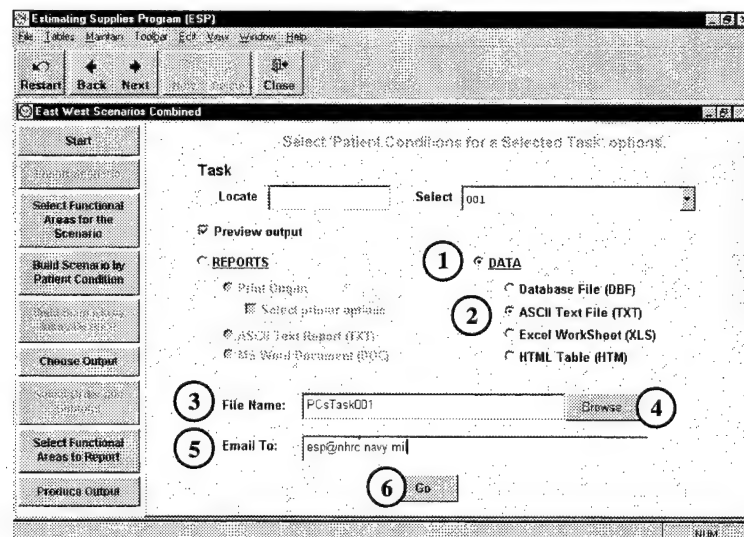 Estimating Supplies Program (ESP)
File Tables Maintain Toolbar Edit View Window Help
Restart Back Next Close
East West Scenarios Combined
Start
Select 'Patient Conditions for a Selected Task' options.
Task
Locate Select 001
Select Functional Areas for the Scenario
Preview output
Build Scenario by Patient Condition
REPORTS
1 DATA
Print Output
Database File (DBF)
Select printer options
2 ASCII Text File (TXT)
ASCII Text Report (TXT)
Excel WorkSheet (XLS)
MS Word Document (DOC)
HTML Table (HTM)
Choose Output
3 File Name: PCsTask001 Browse 4
Select Functional Areas to Report
5 Email To: esp@nhrc navy mil
Produce Output
6 Go
NUM